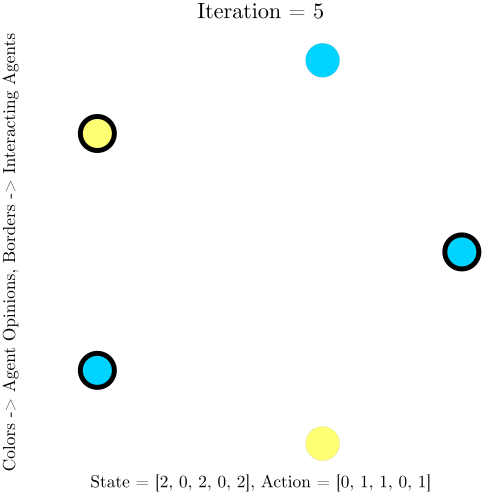 Iteration = 5
Colors -> Agent Opinions, Borders -> Interacting Agents
State = [2, 0, 2, 0, 2], Action = [0, 1, 1, 0, 1]